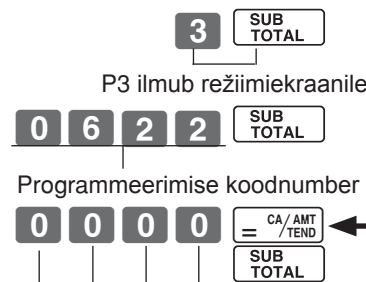 3 SUB TOTAL
P3 ilmub režiimiekraanile
0 6 2 2 SUB TOTAL
Programmeerimise koodnumber
0 0 0 0 = CA/AMT TEND
SUB TOTAL